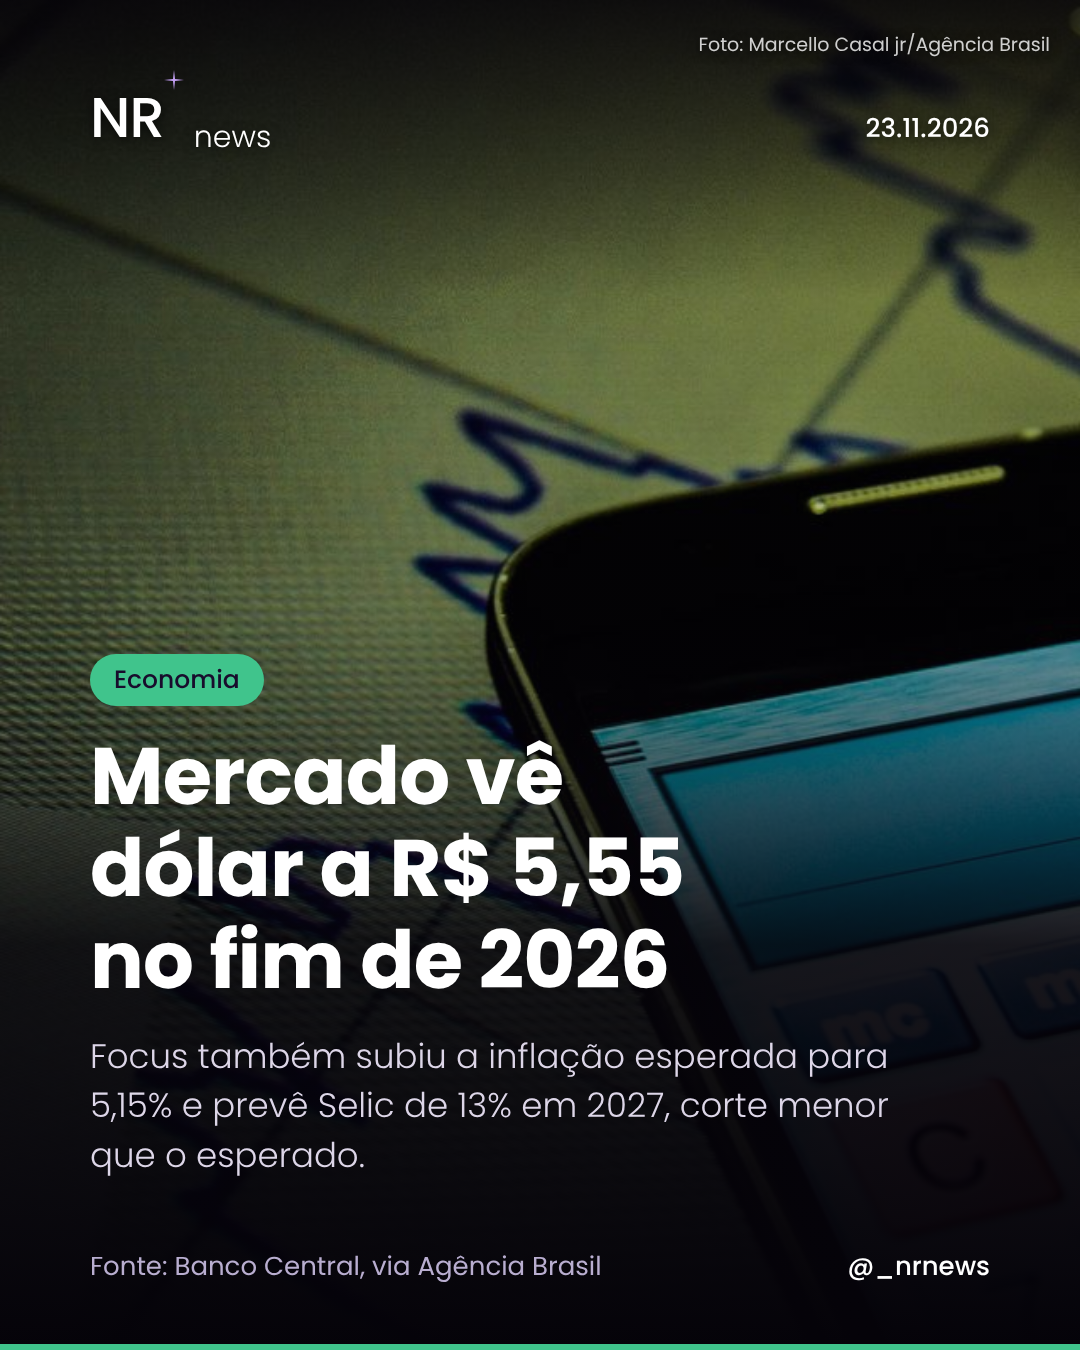 Foto: Marcello Casal jr/Agência Brasil
NR
news
23.11.2026
Economia
Mercado vê
dólar a R$ 5,55
no fim de 2026
Focus também subiu a inflação esperada para
5,15% e prevê Selic de 13% em 2027, corte menor
que o esperado.
mc
m
C
Fonte: Banco Central, via Agência Brasil
@_nrnews